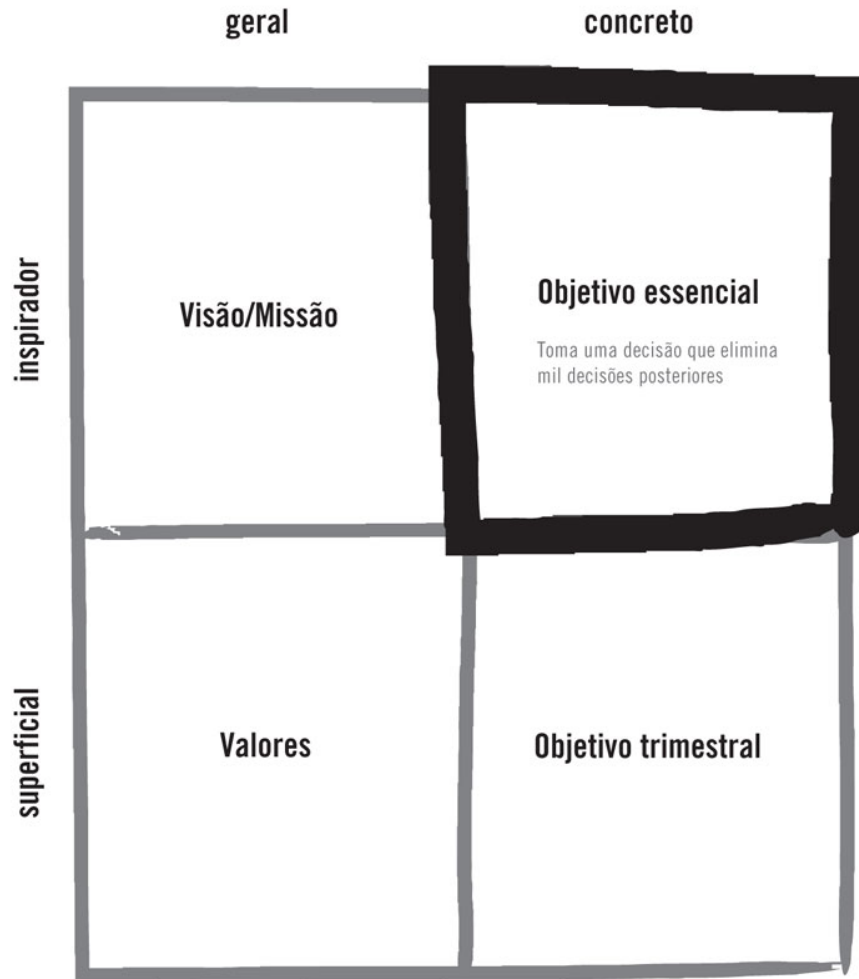 geral
concreto
inspirador
Visão/Missão
Objetivo essencial
Toma uma decisão que elimina
mil decisões posteriores
superficial
Valores
Objetivo trimestral